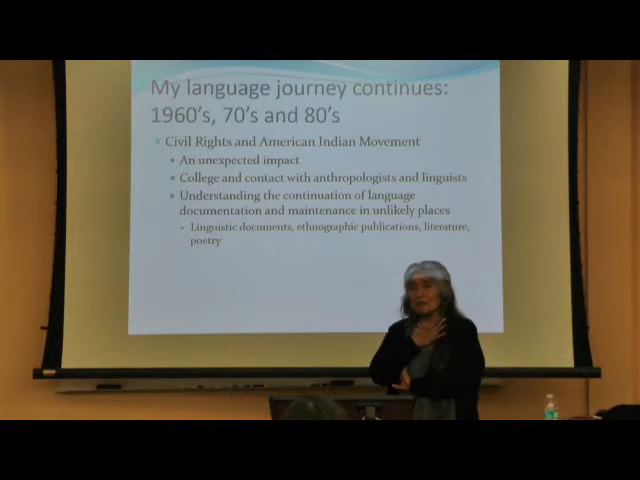 My language journey continues:
1960's, 70's and 80's
Civil Rights and American Indian Movement
An unexpected impact
College and contact with anthropologists and linguists
Understanding the continuation of language
documentation and maintenance in unlikely places
Linguistic documents, ethnographic publications, literature,
poetry